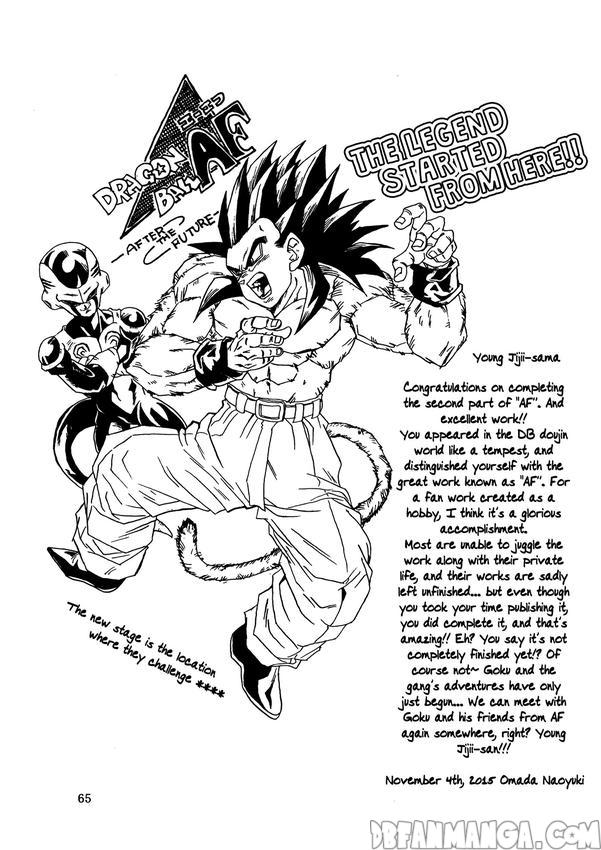 DRAGON
BALL AF
エーエフ
—AFTER
THE
FUTURE—
THE LEGEND
STARTED
FROM HERE!!
Young Jijii-sama
Congratulations on completing
the second part of "AF". And
excellent work!!
You appeared in the DB doujin
world like a tempest, and
distinguished yourself with the
great work known as "AF". For
a fan work created as a
hobby, I think it's a glorious
accomplishment.
Most are unable to juggle the
work along with their private
life, and their works are sadly
left unfinished... but even though
you took your time publishing it,
you did complete it, and that's
amazing!! Eh? You say it's not
completely finished yet!? Of
course not~ Goku and the
gang's adventures have only
just begun... We can meet with
Goku and his friends from AF
again somewhere, right? Young
Jijii-san!!!
The new stage is the location
where they challenge ****
November 4th, 2015 Omada Naoyuki
65
DBFANMANGA.COM